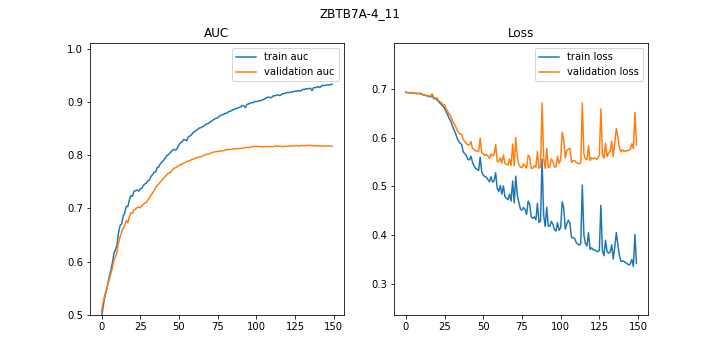 ZBTB7A-4_11
AUC
train auc
validation auc
1.0
0.9
0.8
0.7
0.6
0.5
0 25 50 75 100 125 150
Loss
train loss
validation loss
0.7
0.6
0.5
0.4
0.3
0 25 50 75 100 125 150